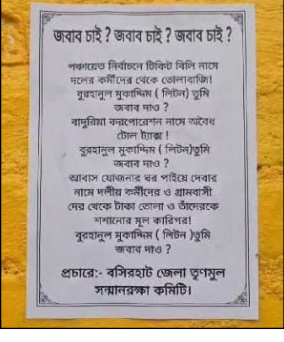 জবাব চাই ? জবাব চাই ? জবাব চাই ?
পঞ্চায়েত নির্বাচনে টিকিট বিলি নামে
দলের কর্মীদের থেকে তোলাবাজি!
বুরহানুল মুকাদ্দিম ( লিটন) তুমি
জবাব দাও ?
বাদুরিয়া করপোরেশন নামে অবৈধ
টোল ট্যাক্স !
বুরহানুল মুকাদ্দিম ( লিটন)তুমি
জবাব দাও ?
আবাস যোজনার ঘর পাইয়ে দেবার
নামে দলীয় কর্মীদের ও গ্রামবাসী
দের থেকে টাকা তোলা ও তাঁদেরকে
শশানোর মূল কারিগর!
বুরহানুল মুকাদ্দিম ( লিটন )তুমি
জবাব দাও ?
প্রচারে:- বসিরহাট জেলা তৃণমুল
সম্মানরক্ষা কমিটি।